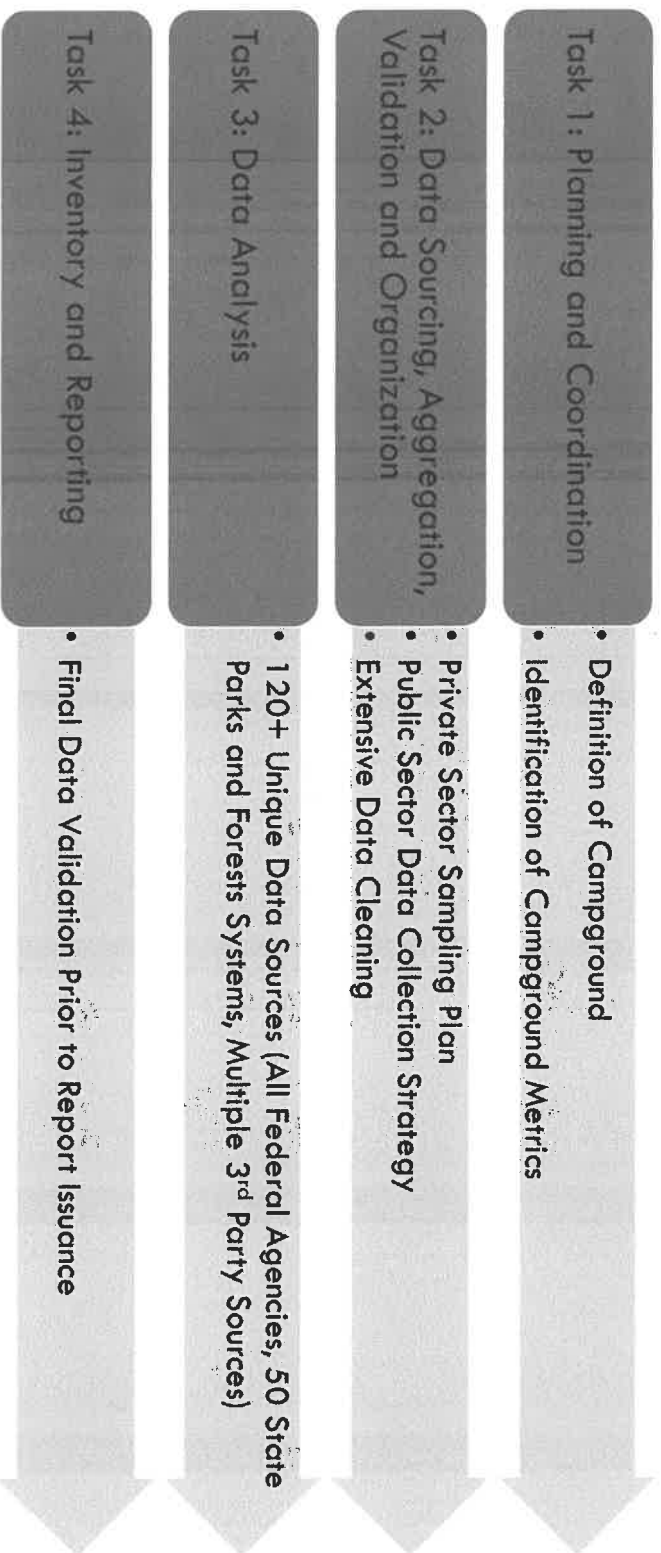 Task 1: Planning and Coordination
• Definition of Campground
• Identification of Campground Metrics
Task 2: Data Sourcing, Aggregation,
Validation and Organization
• Private Sector Sampling Plan
• Public Sector Data Collection Strategy
• Extensive Data Cleaning
Task 3: Data Analysis
• 120+ Unique Data Sources (All Federal Agencies, 50 State
Parks and Forests Systems, Multiple 3rd Party Sources)
Task 4: Inventory and Reporting
• Final Data Validation Prior to Report Issuance